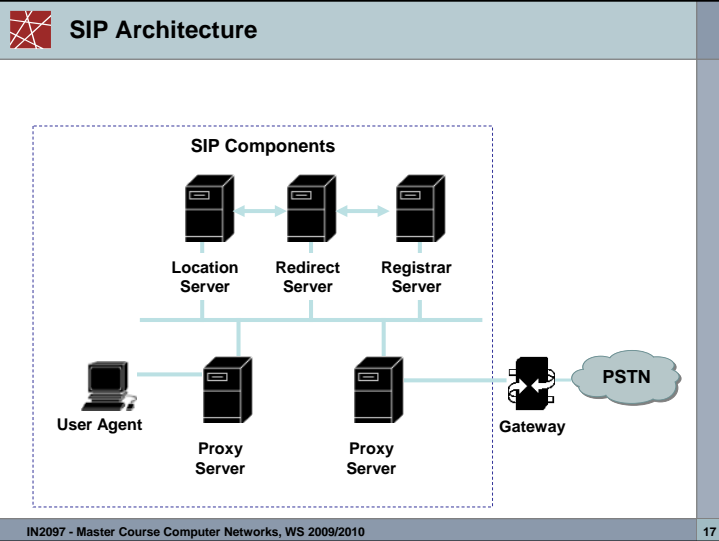 SIP Architecture
SIP Components
Location
Server
Redirect
Server
Registrar
Server
User Agent
Proxy
Server
Proxy
Server
Gateway
PSTN
IN2097 - Master Course Computer Networks, WS 2009/2010
17